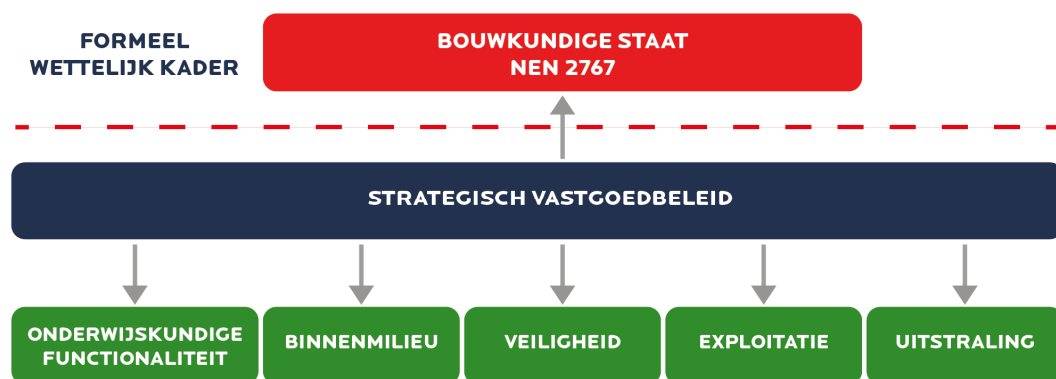 FORMEEL
WETTELIJK KADER
BOUWKUNDIGE STAAT
NEN 2767
STRATEGISCH VASTGOEDBELEID
ONDERWIJSKUNDIGE
FUNCTIONALITEIT
BINNENMILIEU
VEILIGHEID
EXPLOITATIE
UITSTRALING